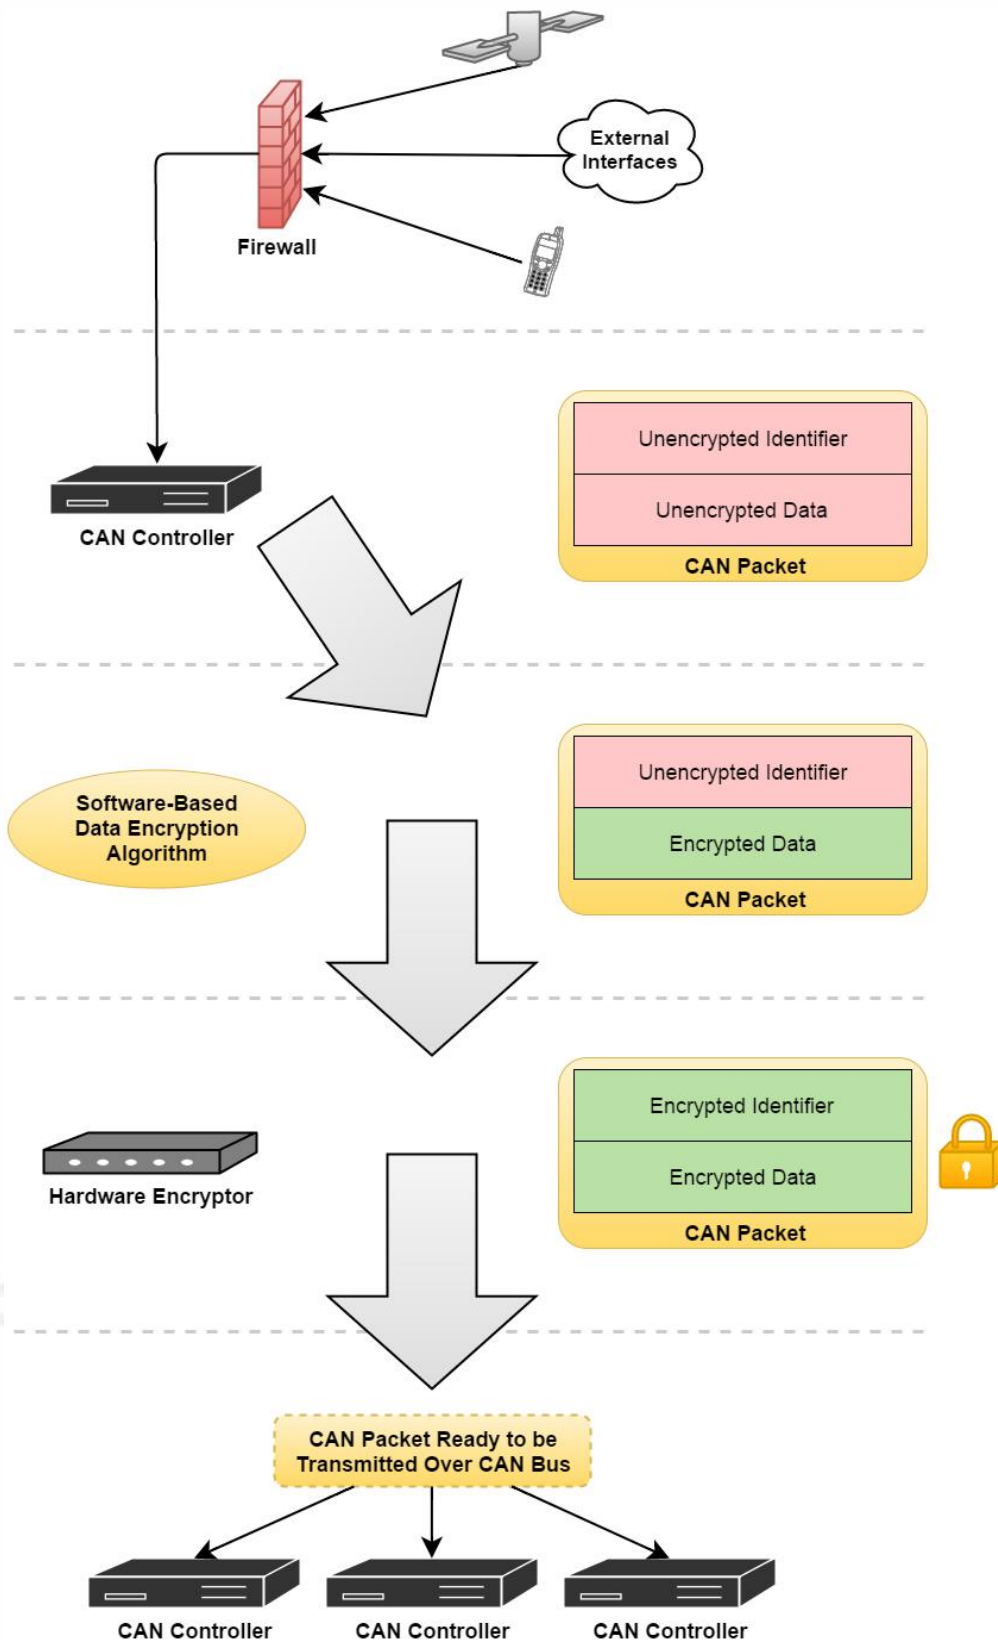 External
Interfaces
Firewall
Unencrypted Identifier
Unencrypted Data
CAN Packet
CAN Controller
Unencrypted Identifier
Encrypted Data
CAN Packet
Software-Based
Data Encryption
Algorithm
Encrypted Identifier
Encrypted Data
CAN Packet
Hardware Encryptor
CAN Packet Ready to be
Transmitted Over CAN Bus
CAN Controller
CAN Controller
CAN Controller